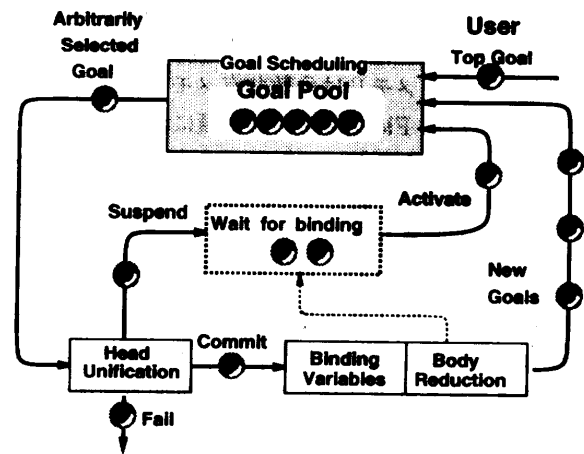 Arbitrarily
Selected
Goal
User
Top Goal
Goal Scheduling
Goal Pool
Suspend
Wait for binding
Activate
New
Goals
Head
Unification
Commit
Binding
Variables
Body
Reduction
Fail